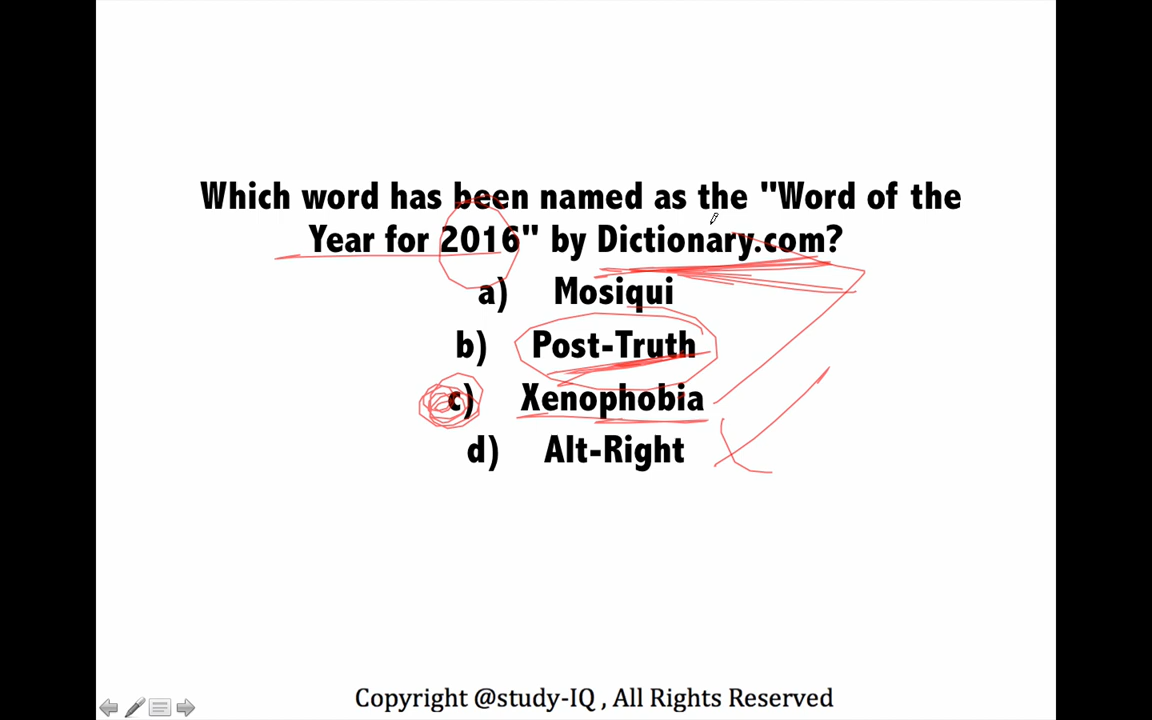 Which word has been named as the "Word of the
Year for 2016" by Dictionary.com?
a) Mosiqui
b) Post-Truth
c) Xenophobia
d) Alt-Right
Copyright @study-IQ , All Rights Reserved